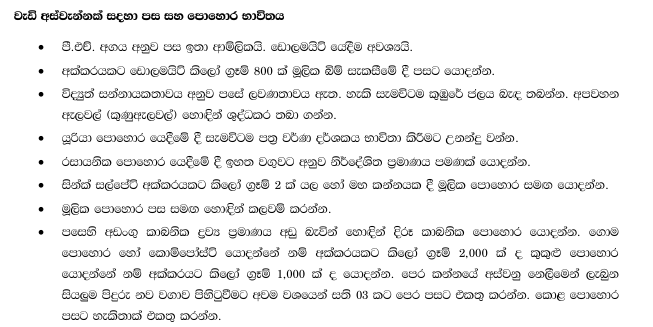 වැඩි අස්වැන්නක් සදහා පස සහ පොහොර භාවිතය
• පී.එච්. අගය අනුව පස ඉතා ආම්ලිකයි. ඩොලමයිට් යෙදීම අවශ්‍යයි.
• අක්කරයකට ඩොලමයිට් කිලෝ ග්‍රෑම් 800 ක් මූලික බිම් සැකසීමේ දී පසට යොදන්න.
• විද්‍යුත් සන්නායකතාවය අනුව පසේ ලවණතාවය ඇත. හැකි සැමවිටම කුඹුරේ ජලය බැඳ තබන්න. අපවහන
ඇලවල් (කුණුඇලවල්) හොඳින් ශුද්ධකර තබා ගන්න.
• යූරියා පොහොර යෙදීමේ දී සැමවිටම පත්‍ර වර්ණ දර්ශකය භාවිතා කිරීමට උනන්දු වන්න.
• රසායනික පොහොර යෙදීමේ දී ඉහත වගුවට අනුව නිර්දේශිත ප්‍රමාණය පමණක් යොදන්න.
• සින්ක් සල්පේට් අක්කරයකට කිලෝ ග්‍රෑම් 2 ක් යල හෝ මහ කන්නයක දී මූලික පොහොර සමඟ යොදන්න.
• මූලික පොහොර පස සමඟ හොඳින් කලවම් කරන්න.
• පසෙහි අඩංගු කාබනික ද්‍රව්‍ය ප්‍රමාණය අඩු බැවින් හොඳින් දිරූ කාබනික පොහොර යොදන්න. ගොම
පොහොර හෝ කොම්පෝස්ට් යොදන්නේ නම් අක්කරයකට කිලෝ ග්‍රෑම් 2,000 ක් ද කුකුළු පොහොර
යොදන්නේ නම් අක්කරයට කිලෝ ග්‍රෑම් 1,000 ක් ද යොදන්න. පෙර කන්නයේ අස්වනු නෙලීමෙන් ලැබුන
සියලුම පිදුරු නව වගාව පිහිටුවීමට අවම වශයෙන් සති 03 කට පෙර පසට එකතු කරන්න. කොළ පොහොර
පසට හැකිතාක් එකතු කරන්න.